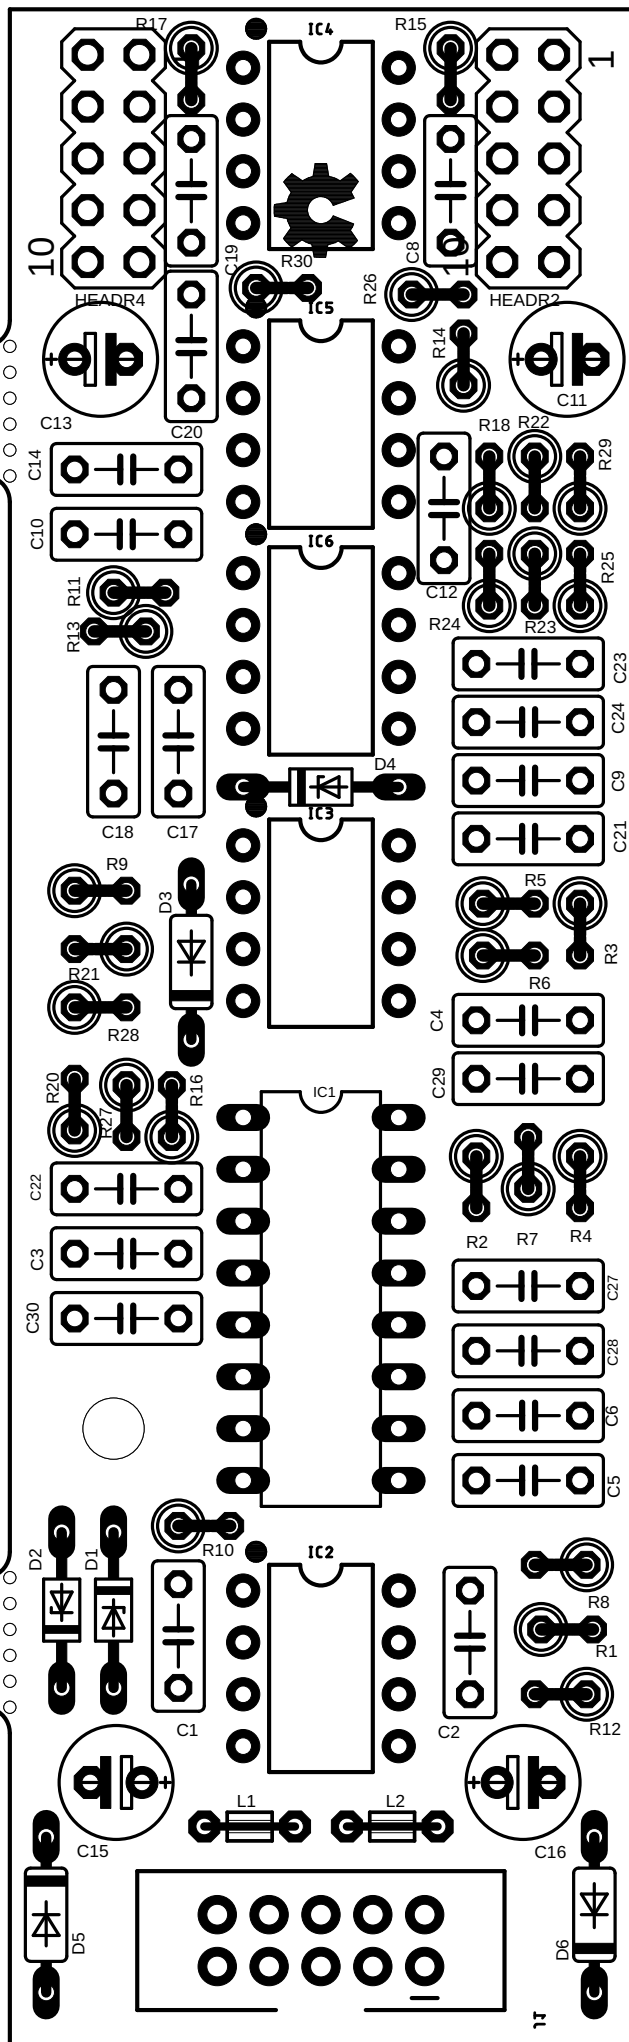 R17
IC4
R15
1
10
C19
R30
C8
10
R26
HEADR4
IC5
HEADR2
R14
C13
C11
C20
R18
R22
R29
C14
C10
IC6
R11
C12
R25
R13
R24
R23
C23
C24
D4
C9
IC3
C18
C17
C21
R9
D3
R5
R21
R3
R6
R28
C4
C29
R20
R27
R16
IC1
C22
R2
R7
R4
C3
C27
C30
C28
C6
C5
D2
D1
R10
IC2
R8
R1
C1
C2
R12
+
+
+
+
L1
L2
C15
C16
D5
D6
J1